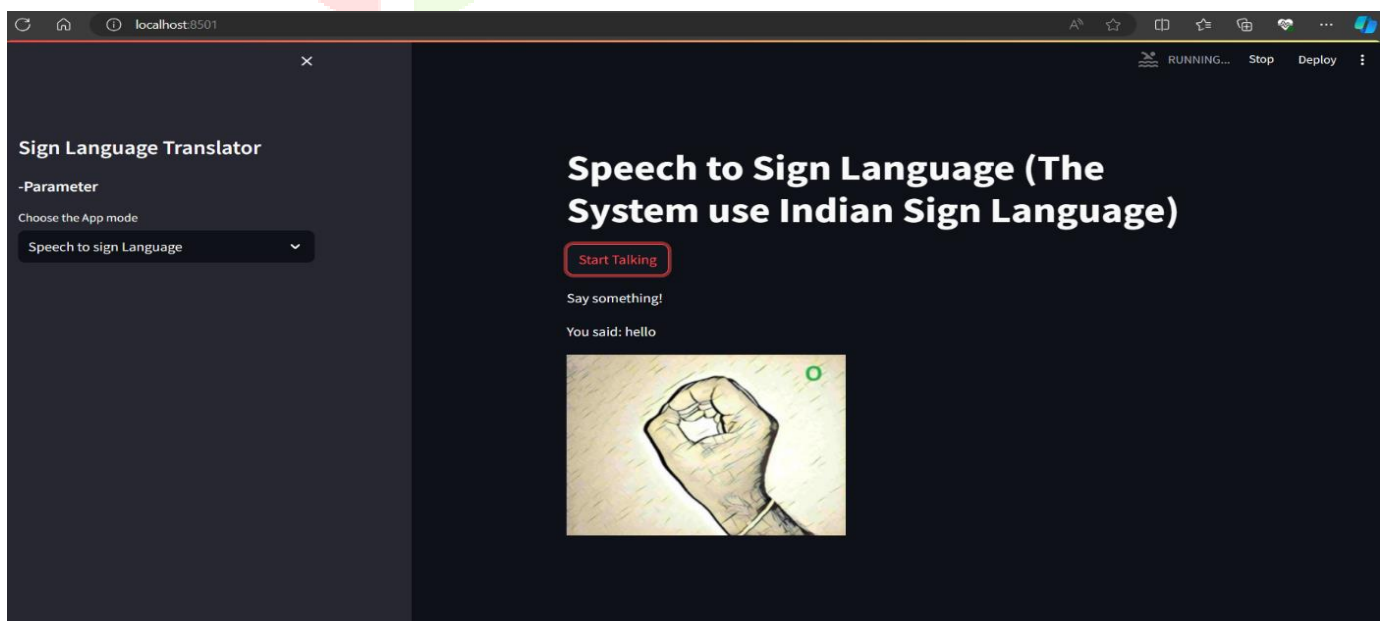 localhost:8501
RUNNING... Stop Deploy
Sign Language Translator
-Parameter
Choose the App mode
Speech to sign Language
Speech to Sign Language (The
System use Indian Sign Language)
Start Talking
Say something!
You said: hello
O